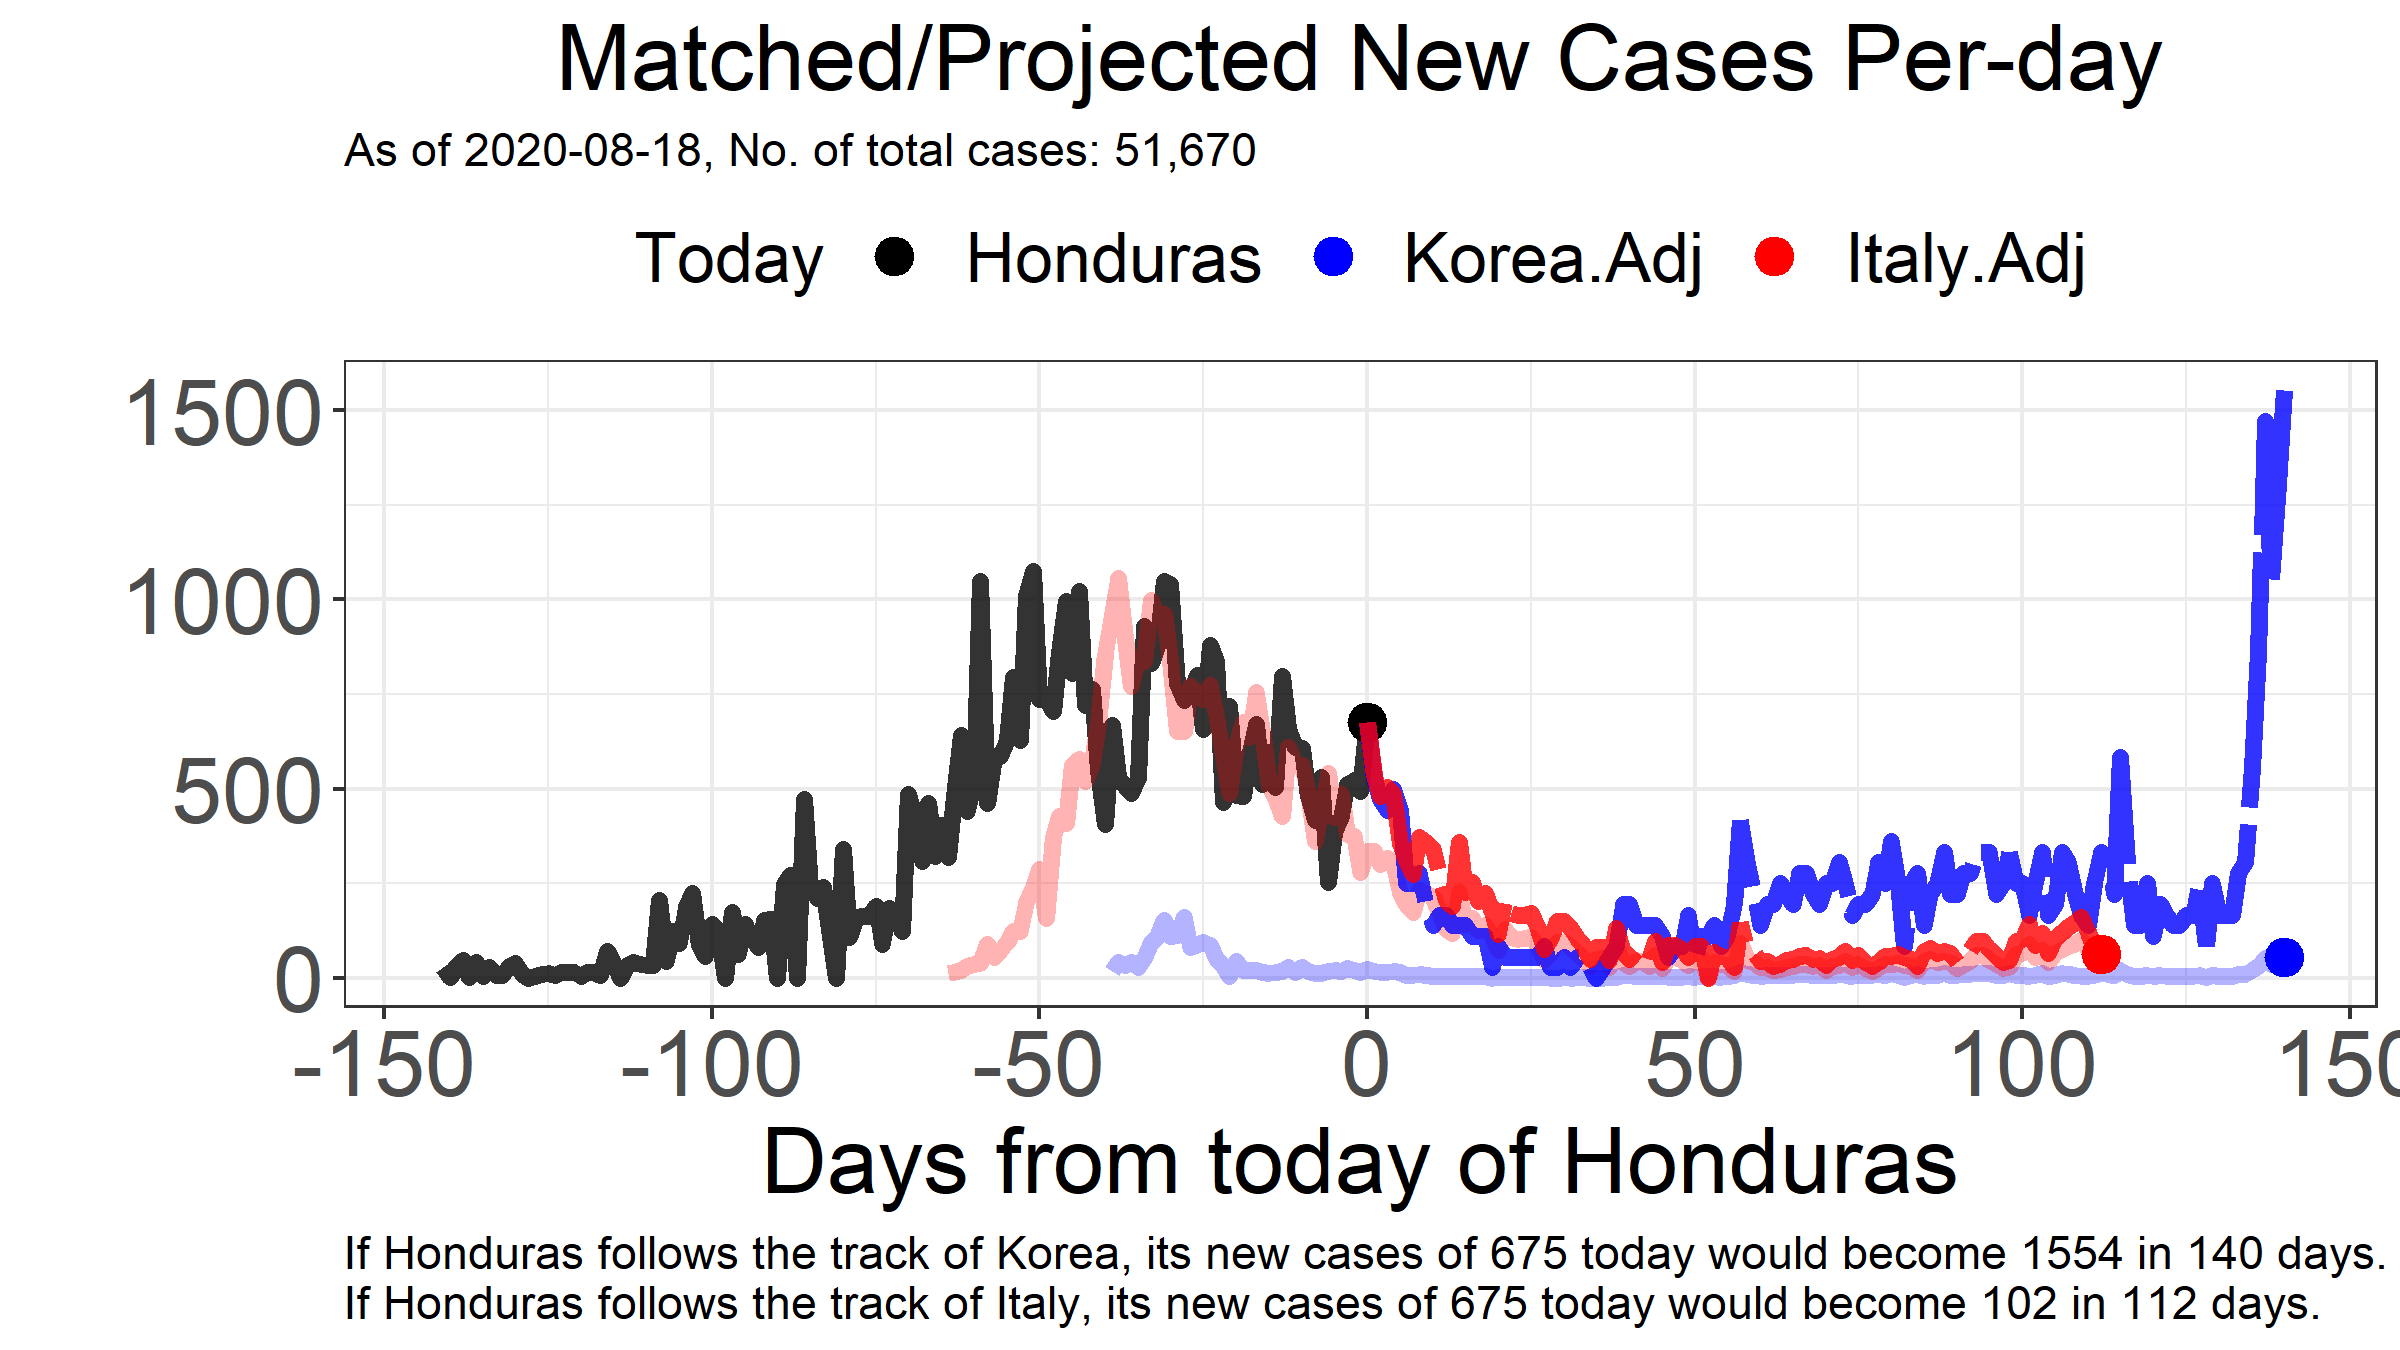 Matched/Projected New Cases Per-day
As of 2020-08-18, No. of total cases: 51,670
Today Honduras Korea.Adj Italy.Adj
1500
1000
500
0
-150 -100 -50 0 50 100 150
Days from today of Honduras
If Honduras follows the track of Korea, its new cases of 675 today would become 1554 in 140 days.
If Honduras follows the track of Italy, its new cases of 675 today would become 102 in 112 days.